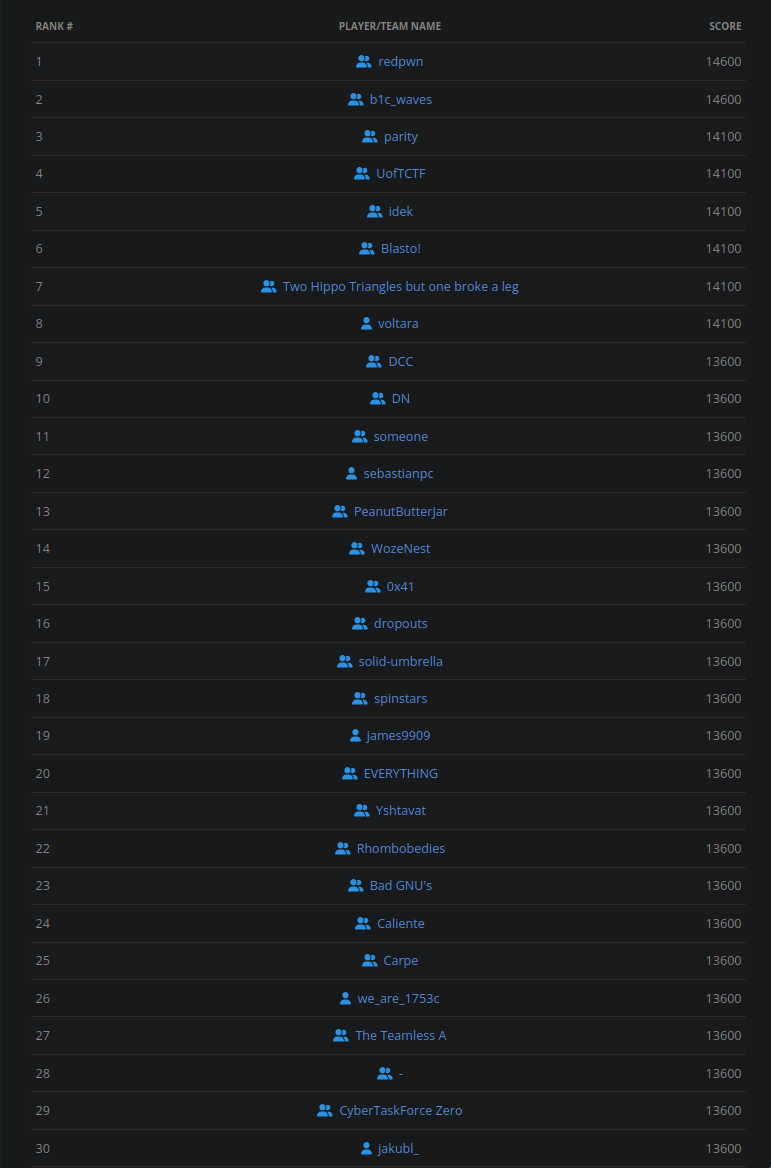 RANK # PLAYER/TEAM NAME SCORE
1 redpwn 14600
2 b1c_waves 14600
3 parity 14100
4 UofTCTF 14100
5 idek 14100
6 Blasto! 14100
7 Two Hippo Triangles but one broke a leg 14100
8 voltara 14100
9 DCC 13600
10 DN 13600
11 someone 13600
12 sebastianpc 13600
13 PeanutButterJar 13600
14 WozeNest 13600
15 0x41 13600
16 dropouts 13600
17 solid-umbrella 13600
18 spinstars 13600
19 james9909 13600
20 EVERYTHING 13600
21 Yshtavat 13600
22 Rhombobedies 13600
23 Bad GNU's 13600
24 Caliente 13600
25 Carpe 13600
26 we_are_1753c 13600
27 The Teamless A 13600
28 - 13600
29 CyberTaskForce Zero 13600
30 jakubl_ 13600